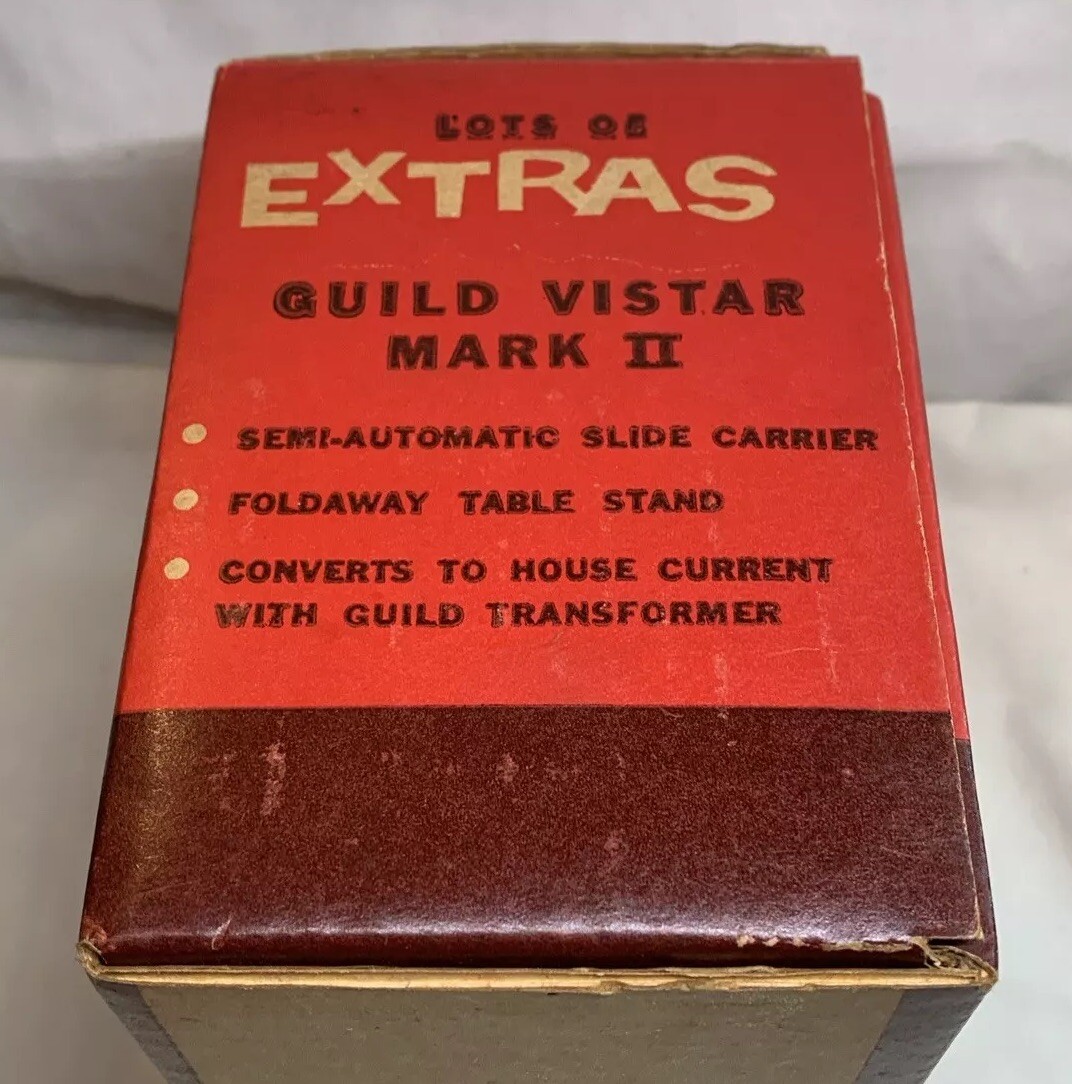 LOTS OF
EXTRAS
GUILD VISTAR
MARK II
SEMI-AUTOMATIC SLIDE CARRIER
FOLDAWAY TABLE STAND
CONVERTS TO HOUSE CURRENT
WITH GUILD TRANSFORMER